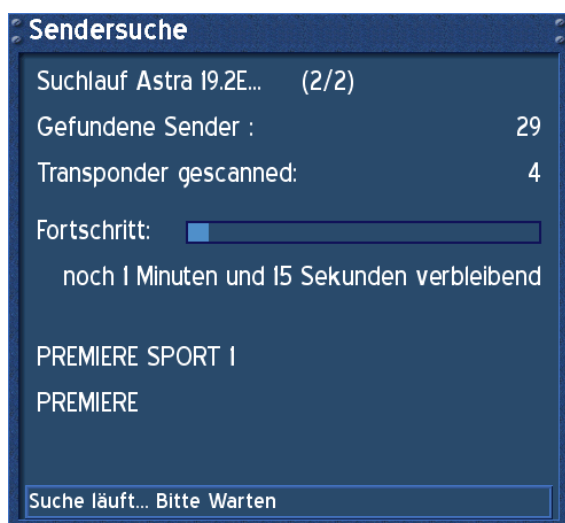 Sendersuche
Suchlauf Astra 19.2E... (2/2)
Gefundene Sender : 29
Transponder gescanned: 4
Fortschritt:
noch 1 Minuten und 15 Sekunden verbleibend
PREMIERE SPORT 1
PREMIERE
Suche läuft... Bitte Warten